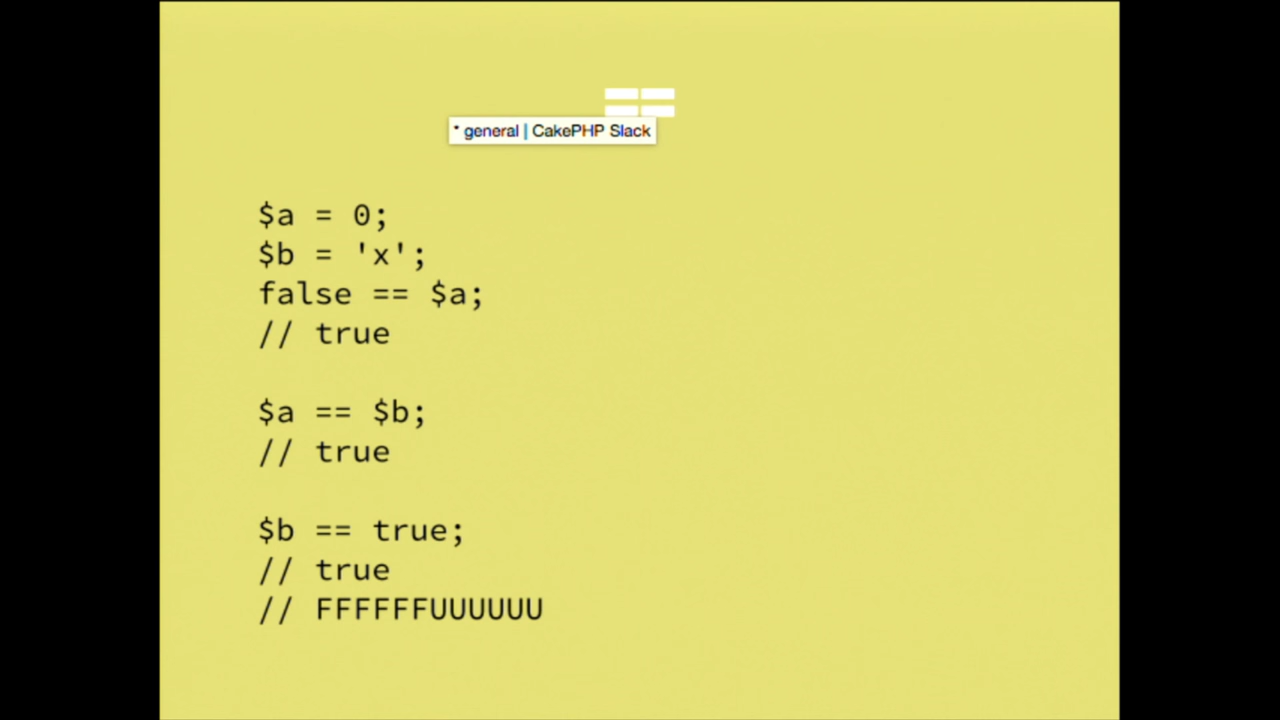 ==
* general | CakePHP Slack
$a = 0;
$b = 'x';
false == $a;
// true
$a == $b;
// true
$b == true;
// true
// FFFFFFUUUUUU